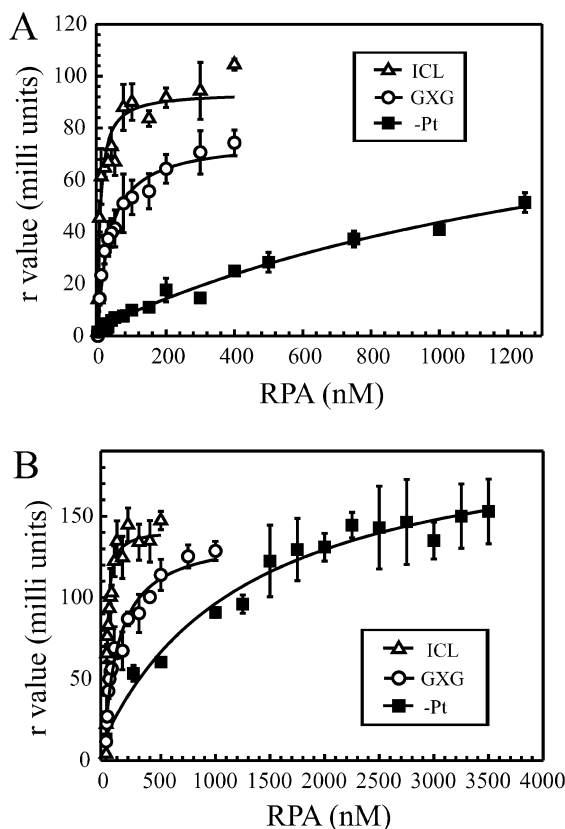 A
r value (milli units)
120
100
80
60
40
20
0
ICL
GXG
-Pt
0 200 400 600 800 1000 1200
RPA (nM)
B
r value (milli units)
150
100
50
0
ICL
GXG
-Pt
0 500 1000 1500 2000 2500 3000 3500 4000
RPA (nM)